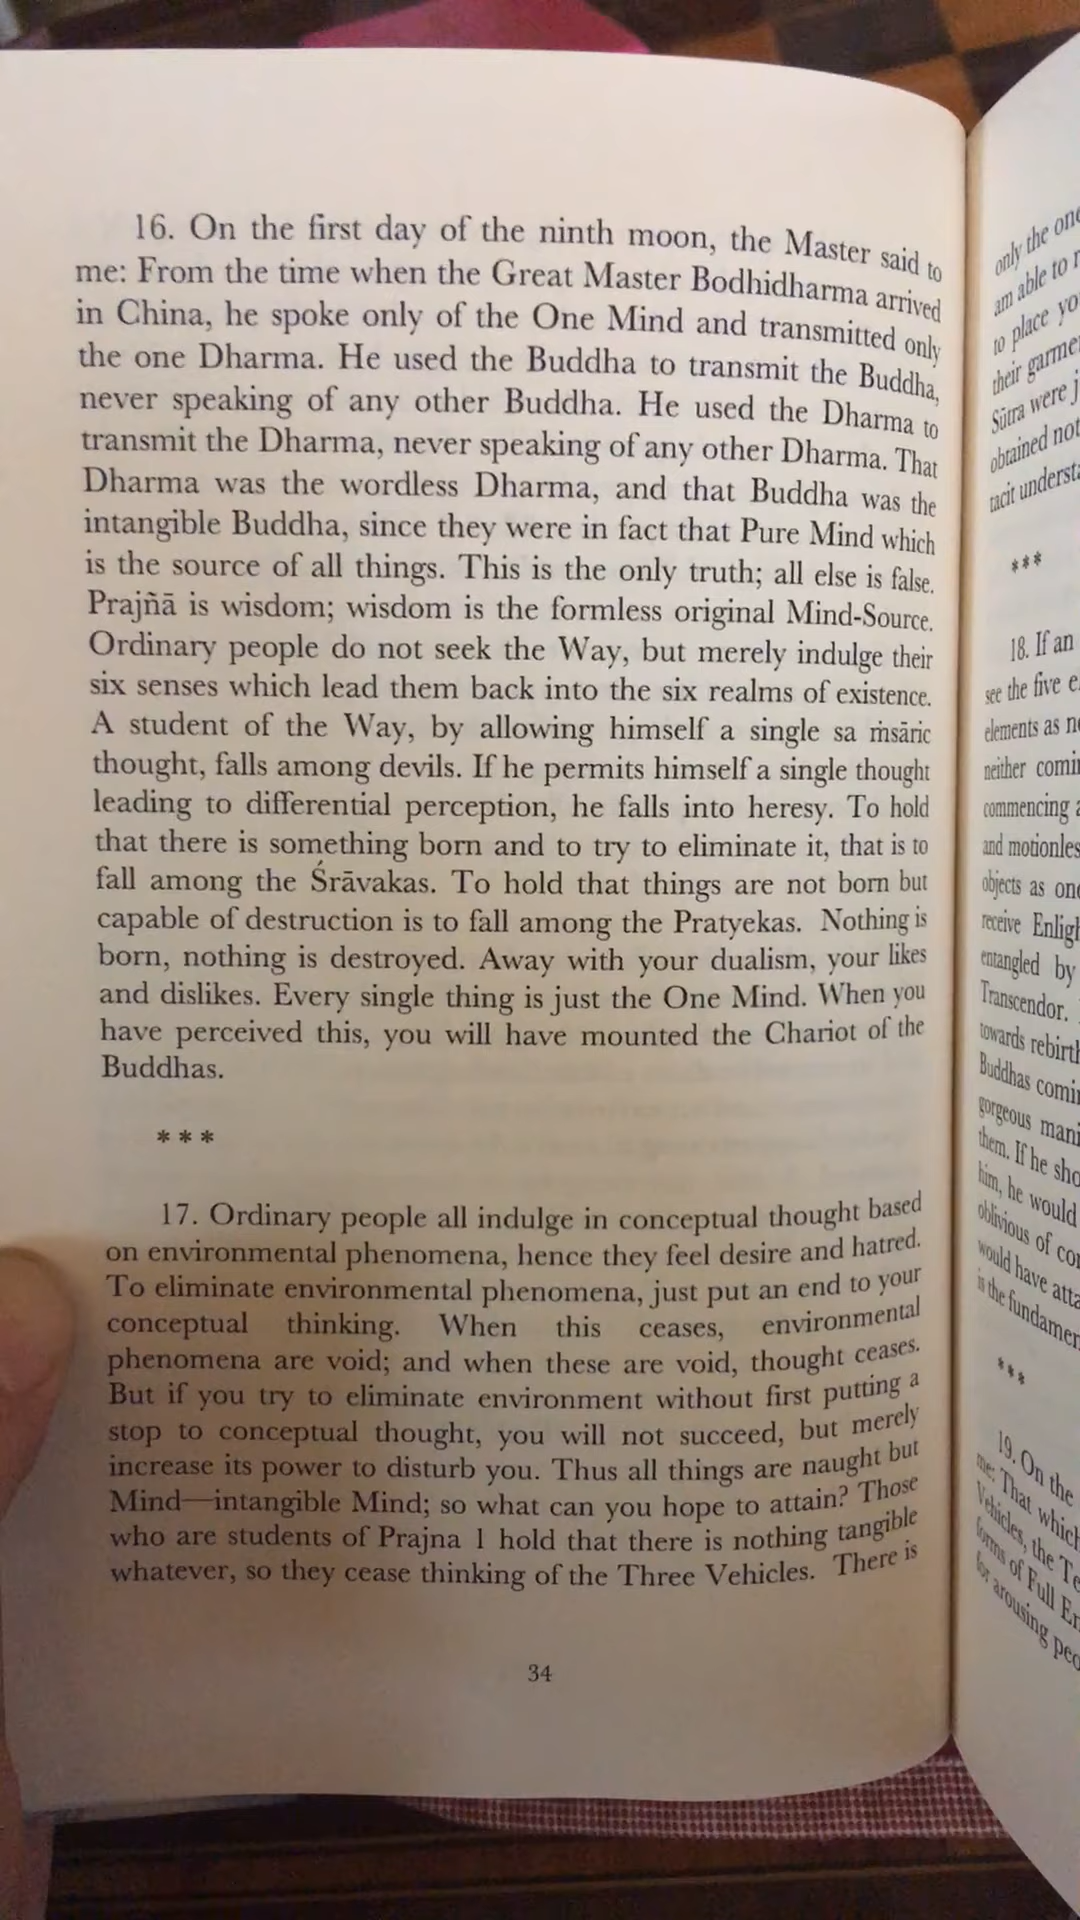 16. On the first day of the ninth moon, the Master said to
me: From the time when the Great Master Bodhidharma arrived
in China, he spoke only of the One Mind and transmitted only
the one Dharma. He used the Buddha to transmit the Buddha,
never speaking of any other Buddha. He used the Dharma to
transmit the Dharma, never speaking of any other Dharma. That
Dharma was the wordless Dharma, and that Buddha was the
intangible Buddha, since they were in fact that Pure Mind which
is the source of all things. This is the only truth; all else is false.
Prajñā is wisdom; wisdom is the formless original Mind-Source.
Ordinary people do not seek the Way, but merely indulge their
six senses which lead them back into the six realms of existence.
A student of the Way, by allowing himself a single sa ṁsāric
thought, falls among devils. If he permits himself a single thought
leading to differential perception, he falls into heresy. To hold
that there is something born and to try to eliminate it, that is to
fall among the Śrāvakas. To hold that things are not born but
capable of destruction is to fall among the Pratyekas. Nothing is
born, nothing is destroyed. Away with your dualism, your likes
and dislikes. Every single thing is just the One Mind. When you
have perceived this, you will have mounted the Chariot of the
Buddhas.
***
17. Ordinary people all indulge in conceptual thought based
on environmental phenomena, hence they feel desire and hatred.
To eliminate environmental phenomena, just put an end to your
conceptual thinking. When this ceases, environmental
phenomena are void; and when these are void, thought ceases.
But if you try to eliminate environment without first putting a
stop to conceptual thought, you will not succeed, but merely
increase its power to disturb you. Thus all things are naught but
Mind—intangible Mind; so what can you hope to attain? Those
who are students of Prajna 1 hold that there is nothing tangible
whatever, so they cease thinking of the Three Vehicles. There is
34
only the one
am able to
to place
their
Sūtra were
obtained not
tacit
***
18. If an
see the five
elements as
neither
commencing
and
objects as
receive
entangled by
Transcendor.
towards
Buddhas
gorgeous
them. If he
him, he would
oblivious of
would have
is the
***
19. On the
me: That which
Vehicles, the
forms of Full
for arousing